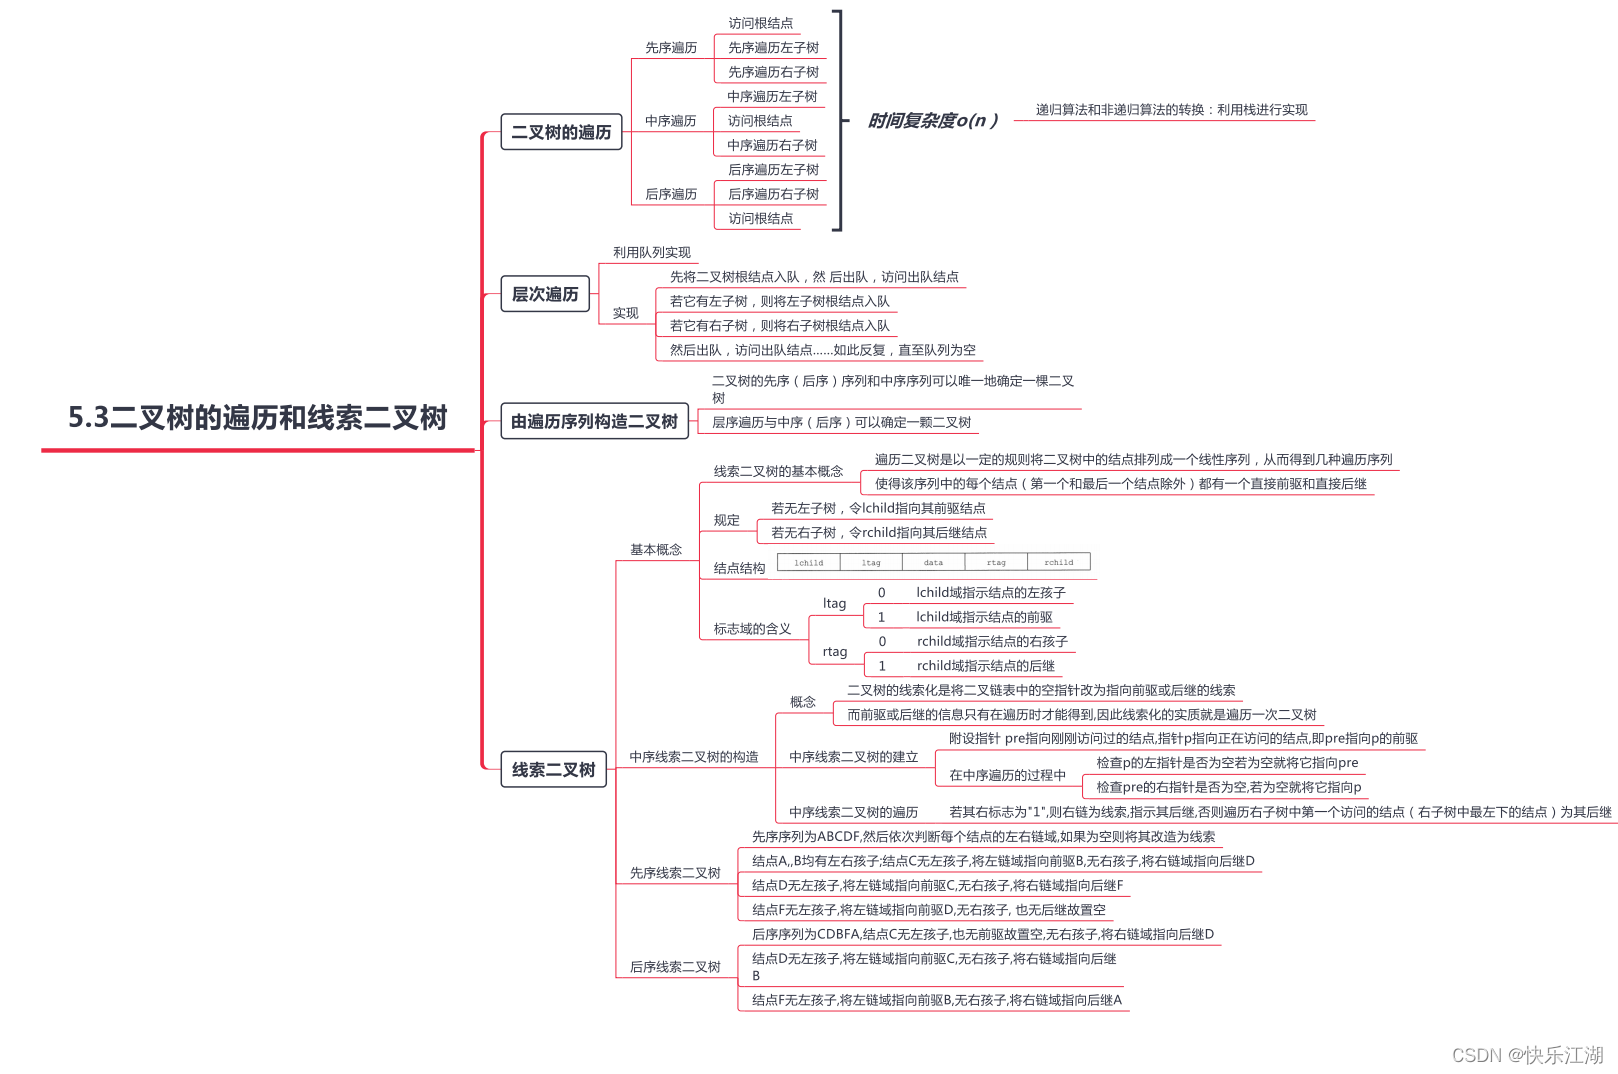 5.3二叉树的遍历和线索二叉树
二叉树的遍历
先序遍历
访问根结点
先序遍历左子树
先序遍历右子树
中序遍历
中序遍历左子树
访问根结点
中序遍历右子树
后序遍历
后序遍历左子树
后序遍历右子树
访问根结点
时间复杂度o(n )
递归算法和非递归算法的转换：利用栈进行实现
层次遍历
利用队列实现
实现
先将二叉树根结点入队，然 后出队，访问出队结点
若它有左子树，则将左子树根结点入队
若它有右子树，则将右子树根结点入队
然后出队，访问出队结点......如此反复，直至队列为空
由遍历序列构造二叉树
二叉树的先序（后序）序列和中序序列可以唯一地确定一棵二叉
树
层序遍历与中序（后序）可以确定一颗二叉树
线索二叉树
基本概念
线索二叉树的基本概念
遍历二叉树是以一定的规则将二叉树中的结点排列成一个线性序列，从而得到几种遍历序列
使得该序列中的每个结点（第一个和最后一个结点除外）都有一个直接前驱和直接后继
规定
若无左子树，令lchild指向其前驱结点
若无右子树，令rchild指向其后继结点
结点结构
lchild ltag data rtag rchild
标志域的含义
ltag
0 lchild域指示结点的左孩子
1 lchild域指示结点的前驱
rtag
0 rchild域指示结点的右孩子
1 rchild域指示结点的后继
中序线索二叉树的构造
概念
二叉树的线索化是将二叉链表中的空指针改为指向前驱或后继的线索
而前驱或后继的信息只有在遍历时才能得到,因此线索化的实质就是遍历一次二叉树
中序线索二叉树的建立
附设指针 pre指向刚刚访问过的结点,指针p指向正在访问的结点,即pre指向p的前驱
在中序遍历的过程中
检查p的左指针是否为空若为空就将它指向pre
检查pre的右指针是否为空,若为空就将它指向p
中序线索二叉树的遍历
若其右标志为"1",则右链为线索,指示其后继,否则遍历右子树中第一个访问的结点（右子树中最左下的结点）为其后继
先序线索二叉树
先序序列为ABCDF,然后依次判断每个结点的左右链域,如果为空则将其改造为线索
结点A,,B均有左右孩子;结点C无左孩子,将左链域指向前驱B,无右孩子,将右链域指向后继D
结点D无左孩子,将左链域指向前驱C,无右孩子,将右链域指向后继F
结点F无左孩子,将左链域指向前驱D,无右孩子, 也无后继故置空
后序线索二叉树
后序序列为CDBFA,结点C无左孩子,也无前驱故置空,无右孩子,将右链域指向后继D
结点D无左孩子,将左链域指向前驱C,无右孩子,将右链域指向后继
B
结点F无左孩子,将左链域指向前驱B,无右孩子,将右链域指向后继A
CSDN @快乐江湖